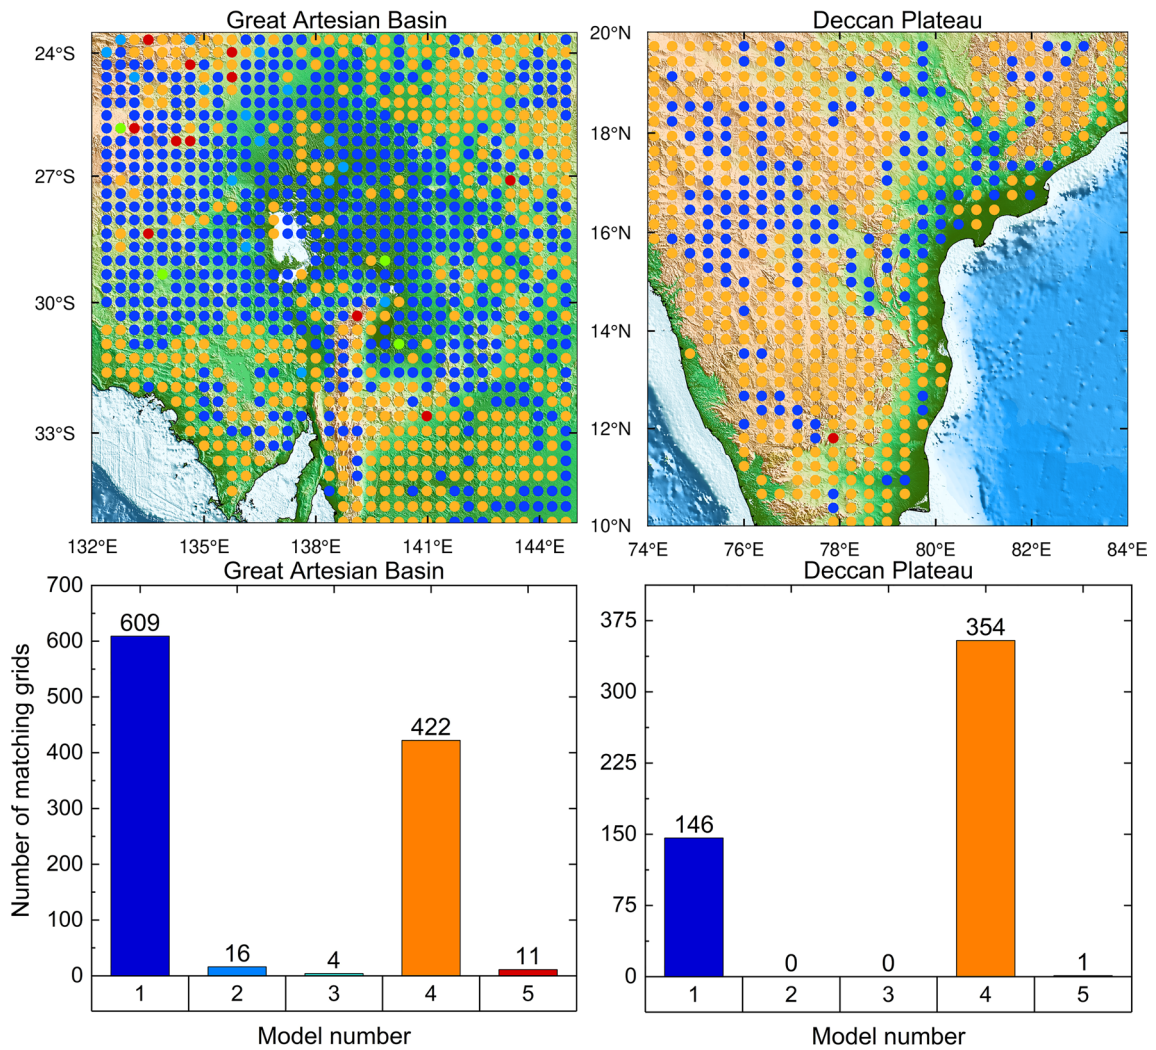 Great Artesian Basin
Deccan Plateau
24°S
27°S
30°S
33°S
132°E 135°E 138°E 141°E 144°E
20°N
18°N
16°N
14°N
12°N
10°N
74°E 76°E 78°E 80°E 82°E 84°E
Great Artesian Basin
Deccan Plateau
Number of matching grids
700
600
500
400
300
200
100
0
609
16
4
422
11
1 2 3 4 5
Model number
375
300
225
150
75
0
146
0
0
354
1
1 2 3 4 5
Model number